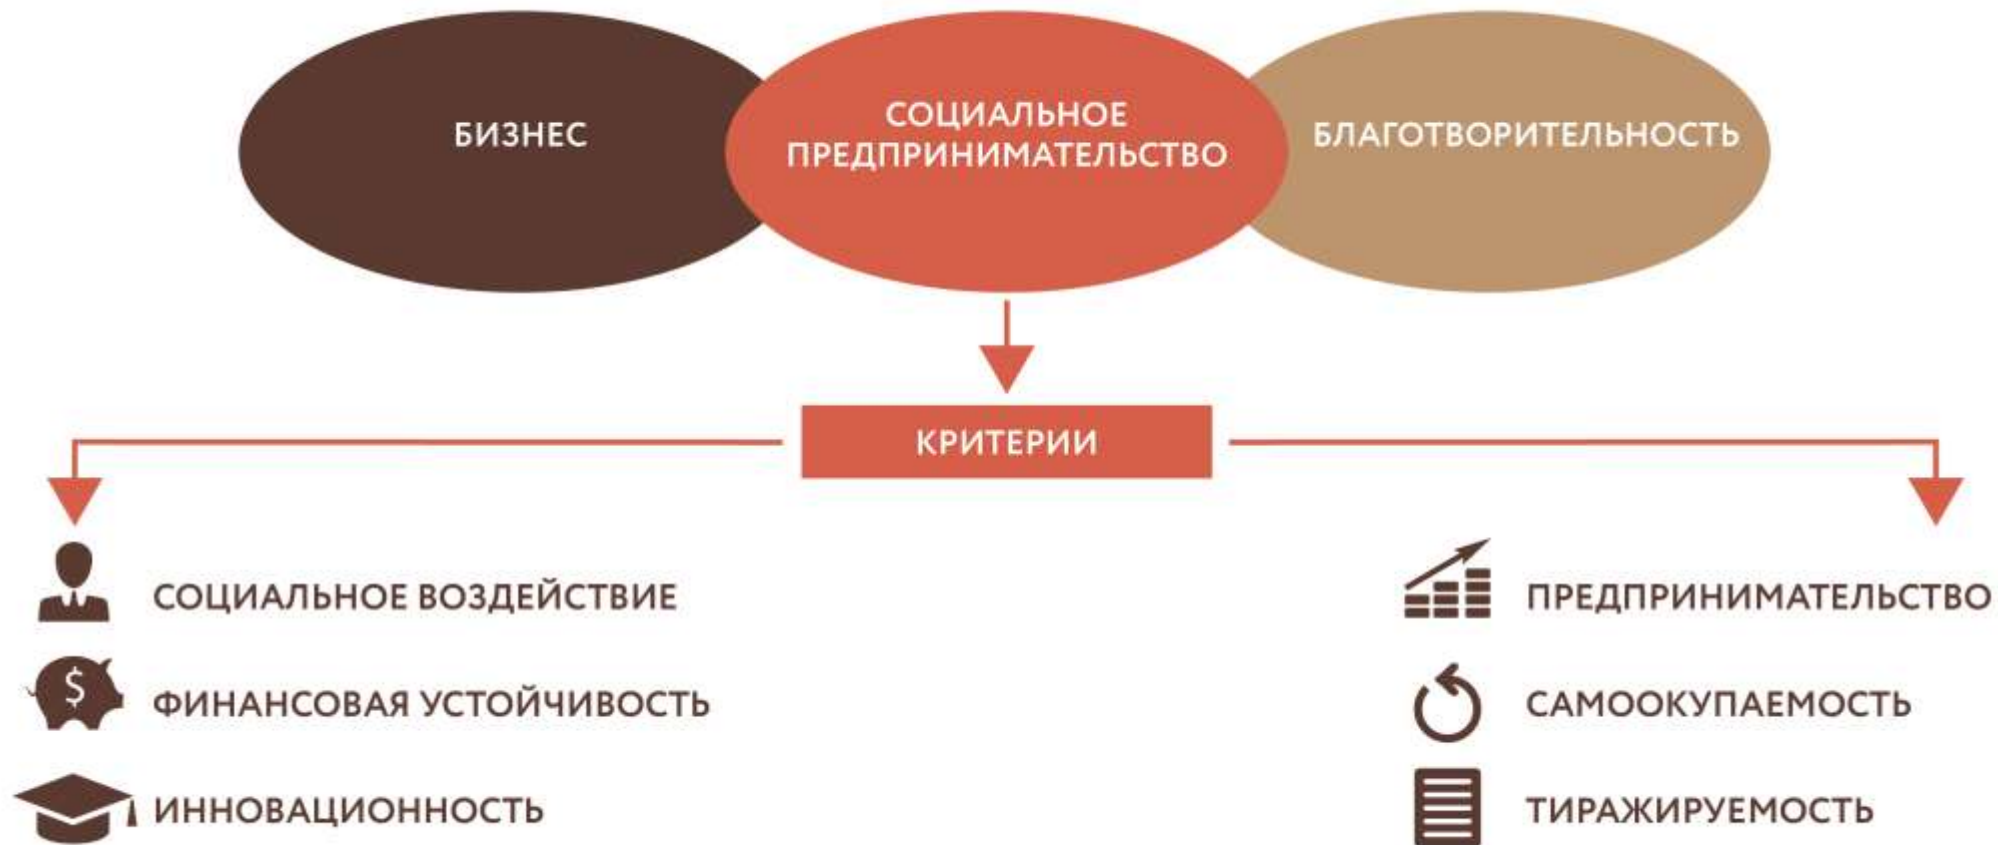 БИЗНЕС
СОЦИАЛЬНОЕ
ПРЕДПРИНИМАТЕЛЬСТВО
БЛАГОТВОРИТЕЛЬНОСТЬ
КРИТЕРИИ
СОЦИАЛЬНОЕ ВОЗДЕЙСТВИЕ
$
ФИНАНСОВАЯ УСТОЙЧИВОСТЬ
ИННОВАЦИОННОСТЬ
ПРЕДПРИНИМАТЕЛЬСТВО
САМООКУПАЕМОСТЬ
ТИРАЖИРУЕМОСТЬ